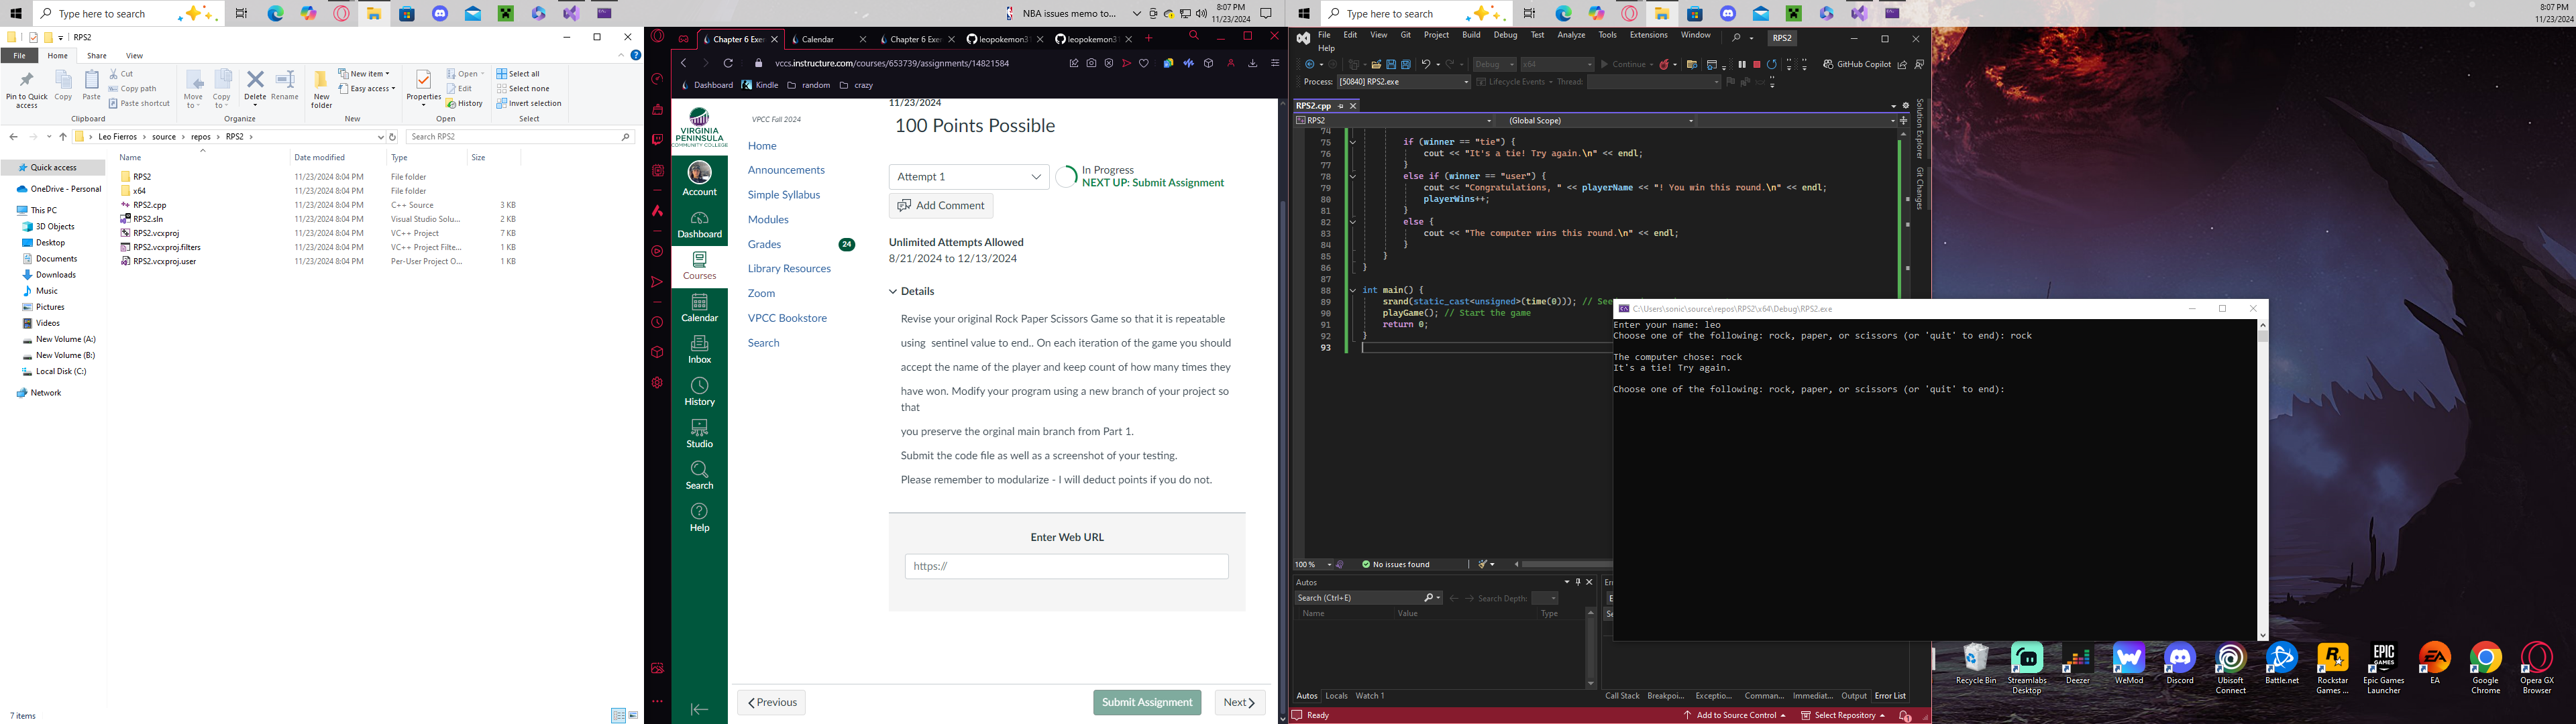 Type here to search
NBA issues memo to...
8:07 PM
11/23/2024
Type here to search
8:07 PM
11/23/2024
RPS2
File
Home
Share
View
Pin to Quick access
Copy
Paste
Cut
Copy path
Paste shortcut
Clipboard
Move to
Copy to
Delete
Rename
Organize
New folder
New item
Easy access
New
Properties
Open
Edit
History
Open
Select all
Select none
Invert selection
Select
Leo Fierros > source > repos > RPS2 >
Search RPS2
Quick access
OneDrive - Personal
This PC
3D Objects
Desktop
Documents
Downloads
Music
Pictures
Videos
New Volume (A:)
New Volume (B:)
Local Disk (C:)
Network
Name Date modified Type Size
RPS2 11/23/2024 8:04 PM File folder
x64 11/23/2024 8:04 PM File folder
RPS2.cpp 11/23/2024 8:04 PM C++ Source 3 KB
RPS2.sln 11/23/2024 8:04 PM Visual Studio Solu... 2 KB
RPS2.vcxproj 11/23/2024 8:04 PM VC++ Project 7 KB
RPS2.vcxproj.filters 11/23/2024 8:04 PM VC++ Project Filte... 1 KB
RPS2.vcxproj.user 11/23/2024 8:04 PM Per-User Project O... 1 KB
7 items
Chapter 6 Exer
Calendar
Chapter 6 Exer
leopokemon31
leopokemon31
vccs.instructure.com/courses/653739/assignments/14821584
Dashboard
Kindle
random
crazy
VIRGINIA
PENINSULA
COMMUNITY COLLEGE
Account
Dashboard
Courses
Calendar
Inbox
History
Studio
Search
Help
VPCC Fall 2024
Home
Announcements
Simple Syllabus
Modules
Grades
24
Library Resources
Zoom
VPCC Bookstore
Search
11/23/2024
100 Points Possible
Attempt 1
In Progress
NEXT UP: Submit Assignment
Add Comment
Unlimited Attempts Allowed
8/21/2024 to 12/13/2024
Details
Revise your original Rock Paper Scissors Game so that it is repeatable
using sentinel value to end.. On each iteration of the game you should
accept the name of the player and keep count of how many times they
have won. Modify your program using a new branch of your project so
that
you preserve the orginal main branch from Part 1.
Submit the code file as well as a screenshot of your testing.
Please remember to modularize - I will deduct points if you do not.
Enter Web URL
https://
Previous
Submit Assignment
Next
File Edit View Git Project Build Debug Test Analyze Tools Extensions Window
Help
RPS2
Debug
x64
Continue
GitHub Copilot
Process: [50840] RPS2.exe
Lifecycle Events
Thread:
RPS2.cpp
RPS2
(Global Scope)
Solution Explorer
Git Changes
74
75 if (winner == "tie") {
76 cout << "It's a tie! Try again.\n" << endl;
77 }
78 else if (winner == "user") {
79 cout << "Congratulations, " << playerName << "! You win this round.\n" << endl;
80 playerWins++;
81 }
82 else {
83 cout << "The computer wins this round.\n" << endl;
84 }
85 }
86 }
87
88 int main() {
89 srand(static_cast<unsigned>(time(0))); // See
90 playGame(); // Start the game
91 return 0;
92 }
93
100 %
No issues found
Autos
Search (Ctrl+E)
Search Depth:
Name Value Type
Autos Locals Watch 1
Call Stack Breakpoi... Exceptio... Comman... Immediat... Output Error List
Ready
Add to Source Control
Select Repository
1
C:\Users\sonic\source\repos\RPS2\x64\Debug\RPS2.exe
Enter your name: leo
Choose one of the following: rock, paper, or scissors (or 'quit' to end): rock
The computer chose: rock
It's a tie! Try again.
Choose one of the following: rock, paper, or scissors (or 'quit' to end):
Recycle Bin
Streamlabs Desktop
Deezer
WeMod
Discord
Ubisoft Connect
Battle.net
Rockstar Games ...
Epic Games Launcher
EA
Google Chrome
Opera GX Browser